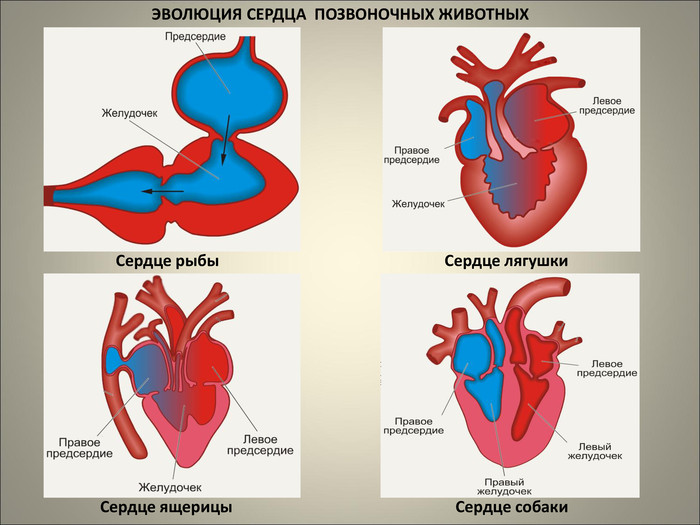 ЭВОЛЮЦИЯ СЕРДЦА ПОЗВОНОЧНЫХ ЖИВОТНЫХ
Предсердие
Желудочек
Сердце рыбы
Левое
предсердие
Правое
предсердие
Желудочек
Сердце лягушки
Правое
предсердие
Левое
предсердие
Желудочек
Сердце ящерицы
Левое
предсердие
Правое
предсердие
Левый
желудочек
Правый
желудочек
Сердце собаки